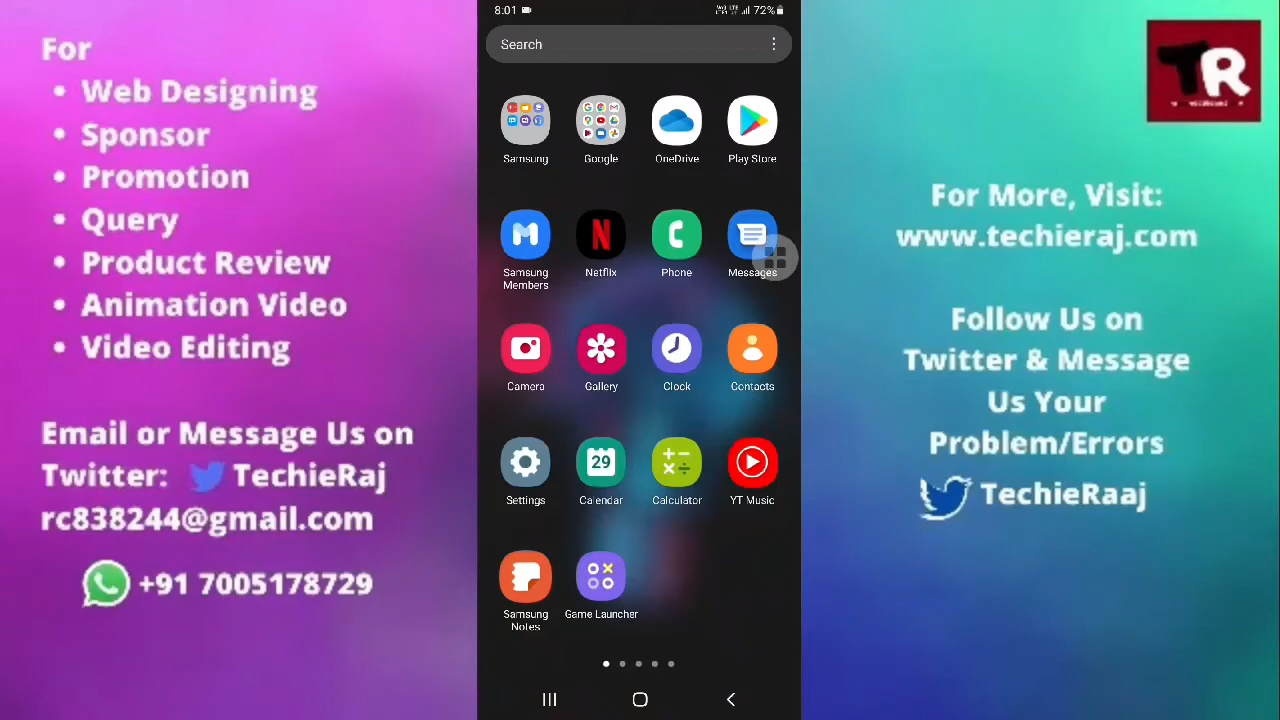 For
• Web Designing
• Sponsor
• Promotion
• Query
• Product Review
• Animation Video
• Video Editing
Email or Message Us on
Twitter: TechieRaj
rc838244@gmail.com
+91 7005178729
8:01
72%
Search
Samsung
Google
OneDrive
Play Store
Samsung
Members
Netflix
Phone
Messages
Camera
Gallery
Clock
Contacts
29
Settings
Calendar
Calculator
YT Music
Samsung
Notes
Game Launcher
TR
For More, Visit:
www.techieraj.com
Follow Us on
Twitter & Message
Us Your
Problem/Errors
TechieRaaj